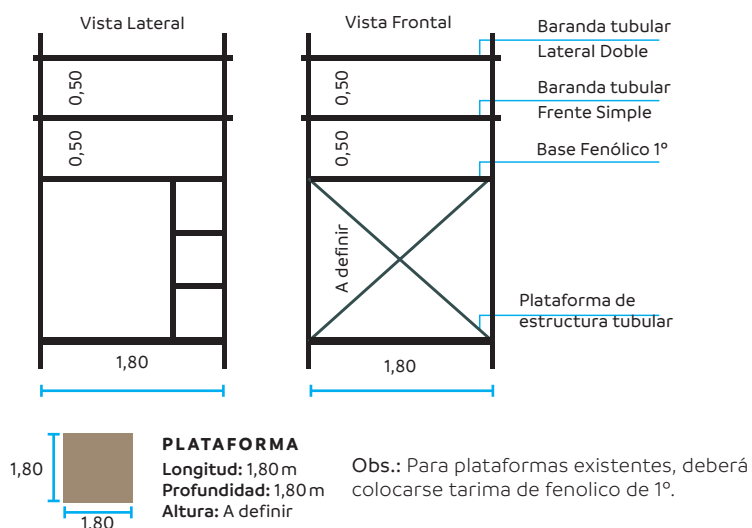 Vista Lateral
0,50
0,50
1,80
Vista Frontal
0,50
0,50
A definir
1,80
Baranda tubular
Lateral Doble
Baranda tubular
Frente Simple
Base Fenólico 1º
Plataforma de
estructura tubular
1,80
1,80
PLATAFORMA
Longitud: 1,80 m
Profundidad: 1,80 m
Altura: A definir
Obs.: Para plataformas existentes, deberá
colocarse tarima de fenolico de 1º.